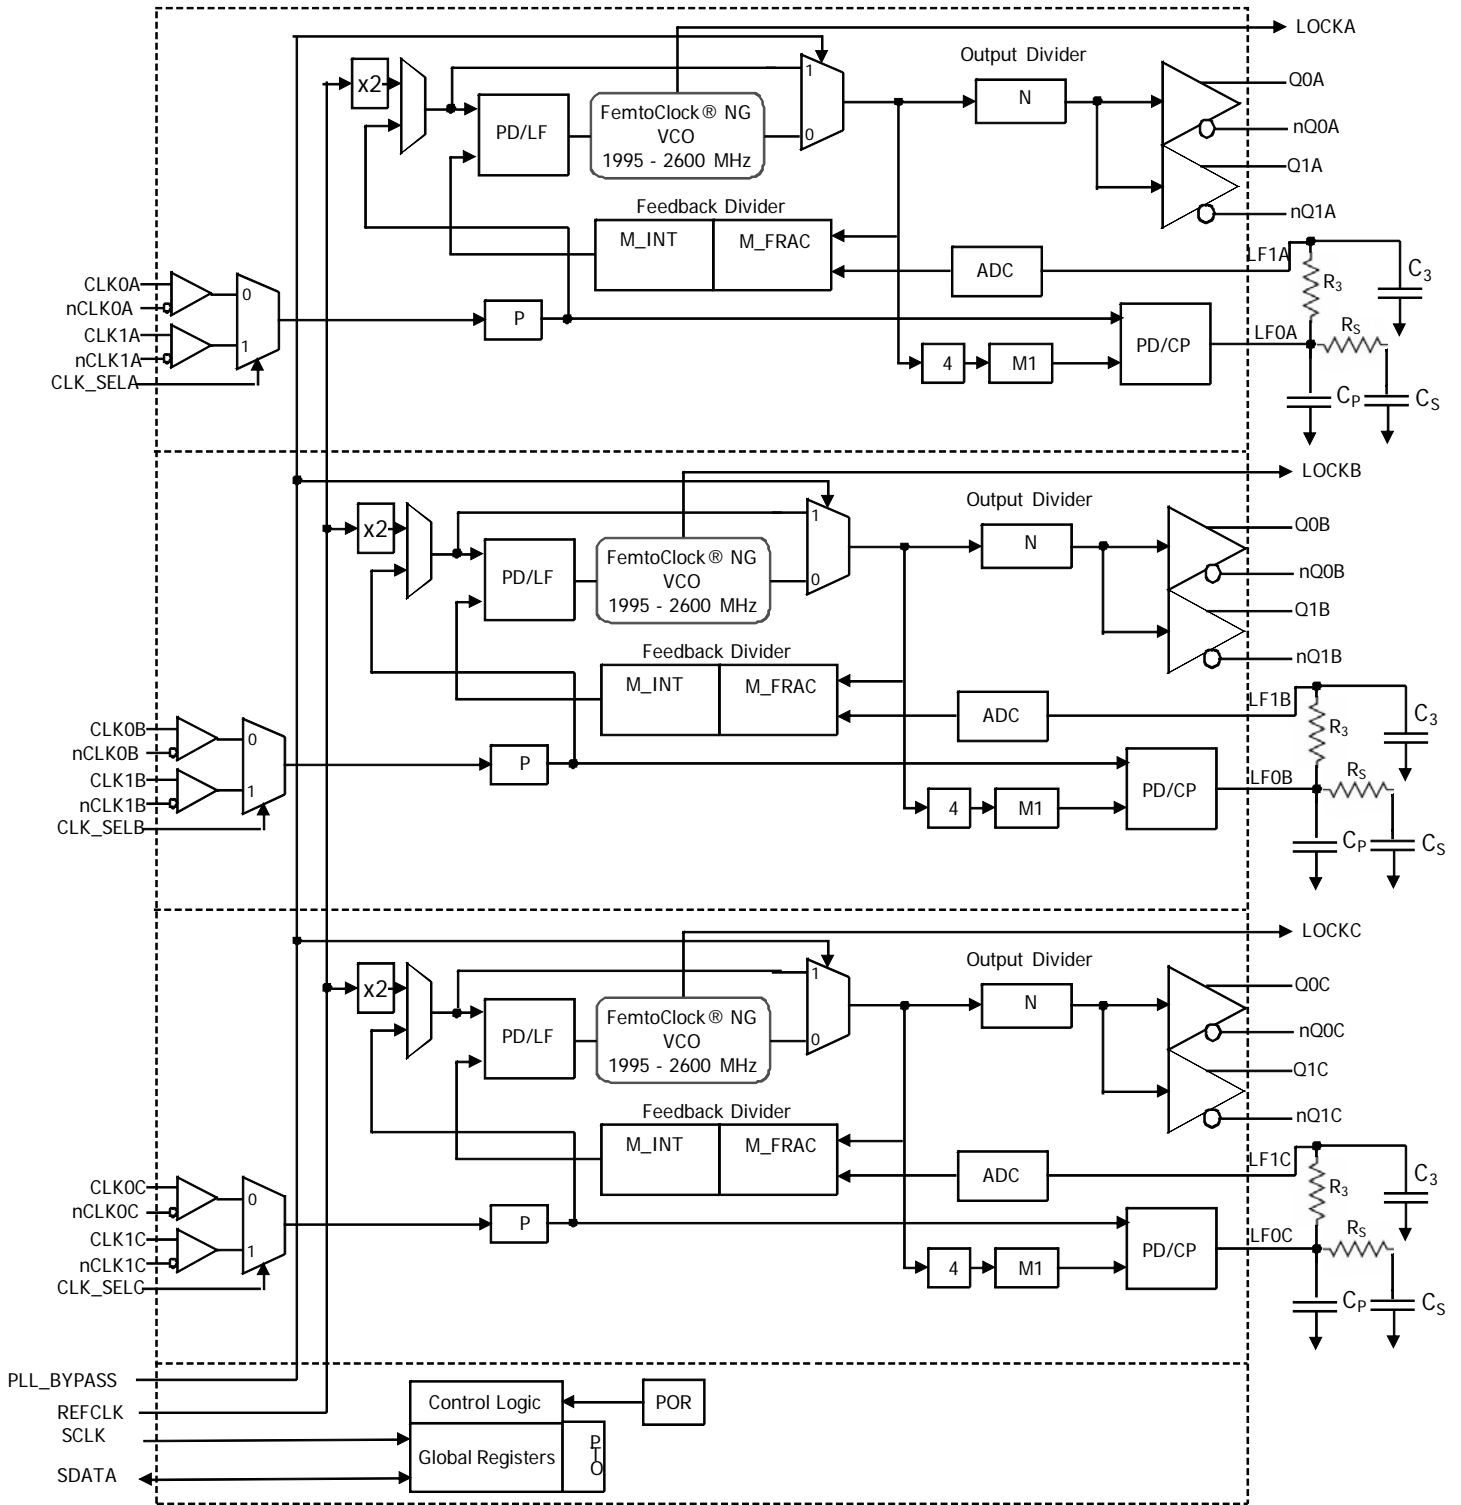 LOCKA
Output Divider
x2
1
Q0A
PD/LF
FemtoClock® NG
VCO
1995 - 2600 MHz
N
0
nQ0A
Q1A
Feedback Divider
nQ1A
M_INT
M_FRAC
LF1A
ADC
CLK0A
0
C3
R3
nCLK0A
P
CLK1A
1
PD/CP
LF0A
RS
nCLK1A
4
M1
CLK_SELA
CP
CS
LOCKB
Output Divider
x2
1
Q0B
PD/LF
FemtoClock® NG
VCO
1995 - 2600 MHz
N
0
nQ0B
Q1B
Feedback Divider
nQ1B
M_INT
M_FRAC
LF1B
ADC
CLK0B
0
C3
R3
nCLK0B
P
CLK1B
1
PD/CP
LF0B
RS
nCLK1B
4
M1
CLK_SELB
CP
CS
LOCKC
Output Divider
x2
1
Q0C
PD/LF
FemtoClock® NG
VCO
1995 - 2600 MHz
N
0
nQ0C
Q1C
Feedback Divider
nQ1C
M_INT
M_FRAC
LF1C
ADC
CLK0C
0
C3
R3
nCLK0C
P
CLK1C
1
PD/CP
LF0C
RS
nCLK1C
4
M1
CLK_SELC
CP
CS
PLL_BYPASS
REFCLK
Control Logic
POR
SCLK
Global Registers
OTP
SDATA